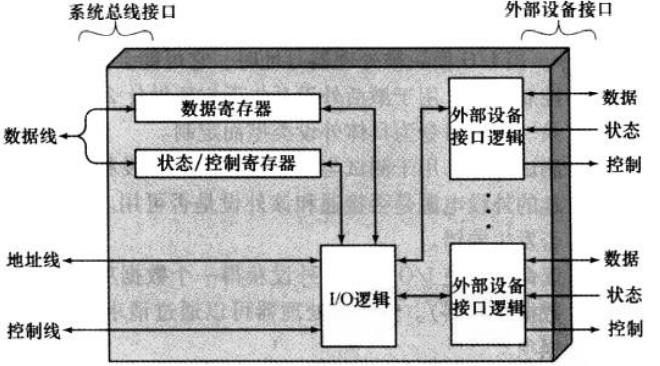 系统总线接口
外部设备接口
数据寄存器
状态/控制寄存器
数据线
地址线
控制线
I/O逻辑
外部设备
接口逻辑
数据
状态
控制
外部设备
接口逻辑
数据
状态
控制